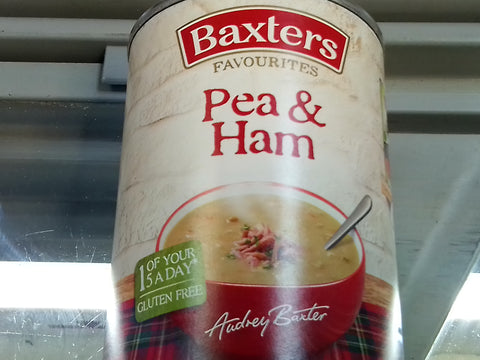 Baxters
FAVOURITES
Pea &
Ham
1 OF YOUR
5 A DAY*
GLUTEN FREE
Audrey Baxter